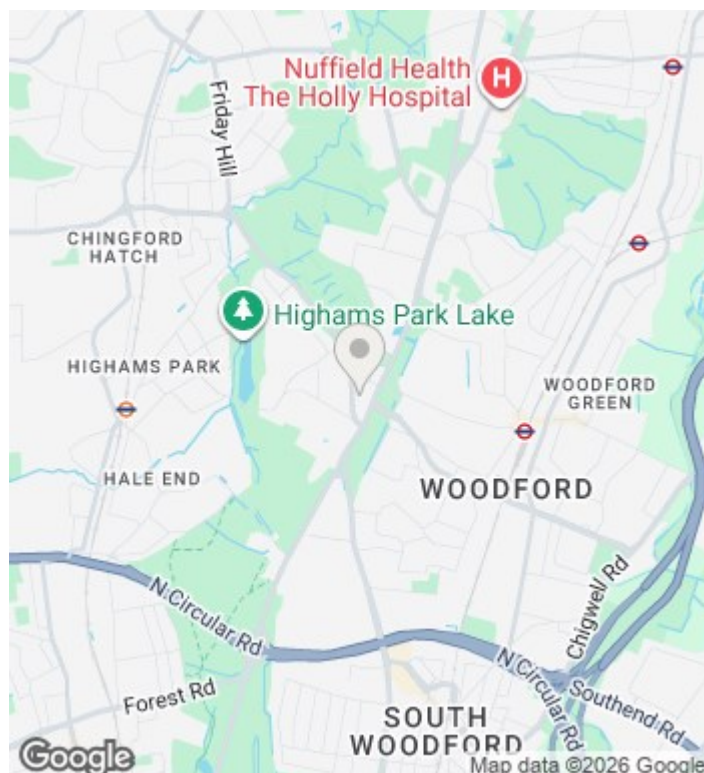 Nuffield Health
The Holly Hospital
H
Friday Hill
CHINGFORD
HATCH
Highams Park Lake
HIGHAMS PARK
WOODFORD
GREEN
HALE END
WOODFORD
Chigwell Rd
N Circular Rd
N Circular Rd
Southend Rd
Forest Rd
SOUTH
WOODFORD
Google
Map data ©2026 Google